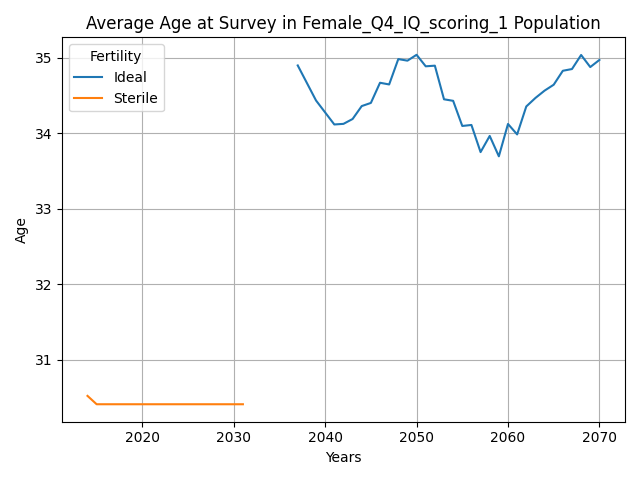 Average Age at Survey in Female_Q4_IQ_scoring_1 Population
Fertility
Ideal
Sterile
35
34
33
32
31
Age
2020 2030 2040 2050 2060 2070
Years